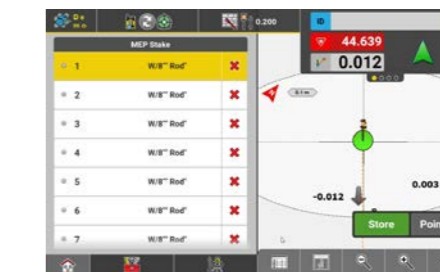 De
mo
0.200
ID
MEP Stake
44.639
0.012
1 W/8"" Rod"
2 W/8"" Rod"
3 W/8"" Rod"
4 W/8"" Rod"
5 W/8"" Rod"
6 W/8"" Rod"
7 W/8"" Rod"
0.1 m
-0.012
0.003
Store
Poin